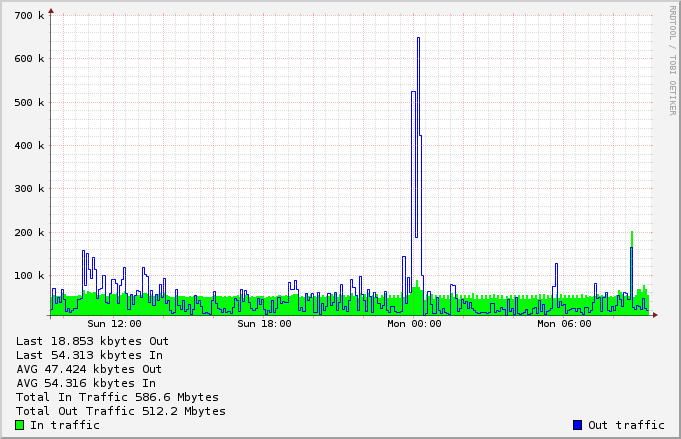 700 k
600 k
500 k
400 k
300 k
200 k
100 k
Sun 12:00 Sun 18:00 Mon 00:00 Mon 06:00
RRDTOOL / TOBI OETIKER
Last 18.853 kbytes Out
Last 54.313 kbytes In
AVG 47.424 kbytes Out
AVG 54.316 kbytes In
Total In Traffic 586.6 Mbytes
Total Out Traffic 512.2 Mbytes
In traffic Out traffic